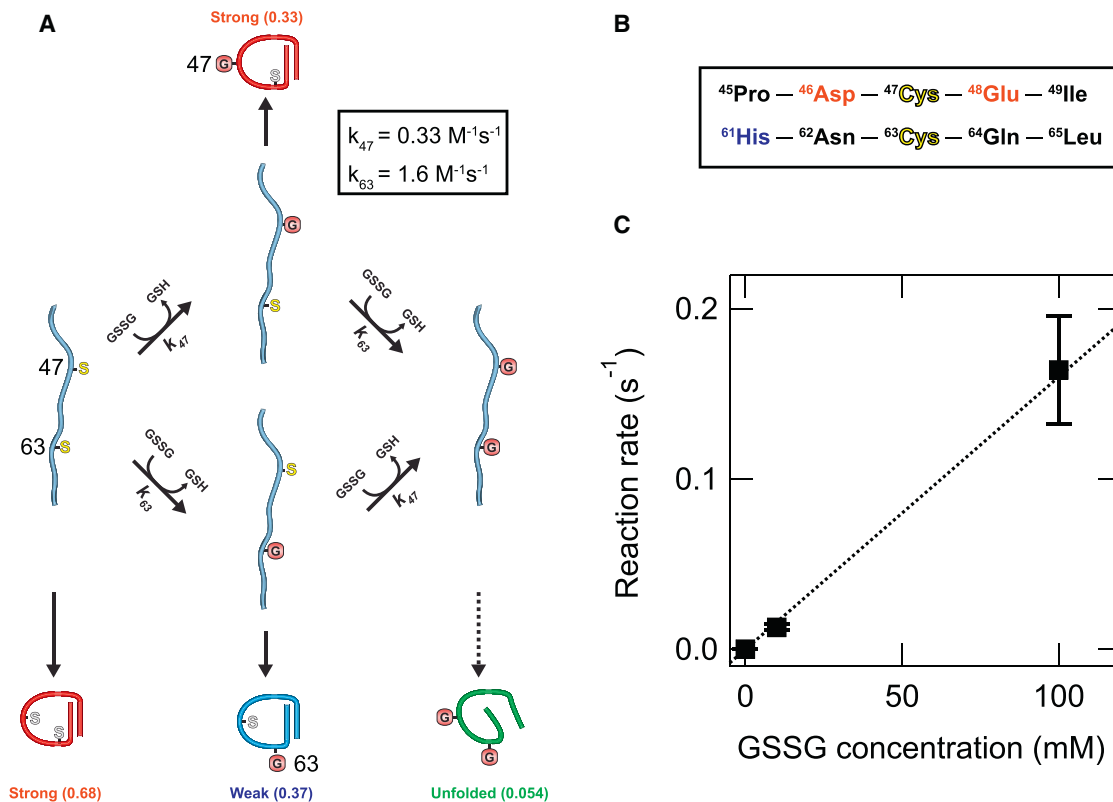 A
Strong (0.33)
47 G
S
k47 = 0.33 M-1s-1
k63 = 1.6 M-1s-1
G
S
GSSG GSH
k47
GSSG GSH
k63
47 S
63 S
G
G
GSSG GSH
k63
S
G
GSSG GSH
k47
S
S
Strong (0.68)
S
G 63
Weak (0.37)
G
G
Unfolded (0.054)
B
45Pro — 46Asp — 47Cys — 48Glu — 49Ile
61His — 62Asn — 63Cys — 64Gln — 65Leu
C
Reaction rate (s-1)
0.2
0.1
0.0
0 50 100
GSSG concentration (mM)